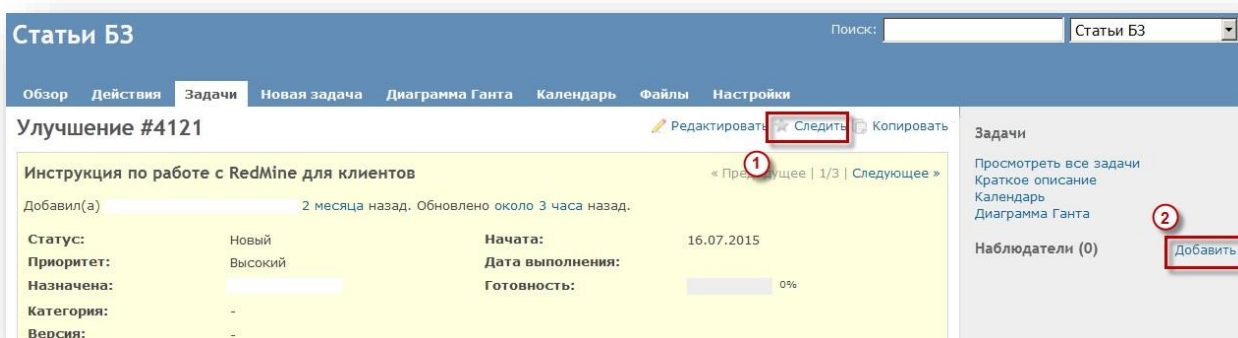 Статьи БЗ
Поиск: Статьи БЗ
Обзор Действия Задачи Новая задача Диаграмма Ганта Календарь Файлы Настройки
Улучшение #4121
Редактировать Следить Копировать
1
Инструкция по работе с RedMine для клиентов
« Предыдущее | 1/3 | Следующее »
Добавил(а) 2 месяца назад. Обновлено около 3 часа назад.
Статус: Новый Начата: 16.07.2015
Приоритет: Высокий Дата выполнения:
Назначена: Готовность: 0%
Категория: -
Версия: -
Задачи
Просмотреть все задачи
Краткое описание
Календарь
Диаграмма Ганта
2
Наблюдатели (0) Добавить